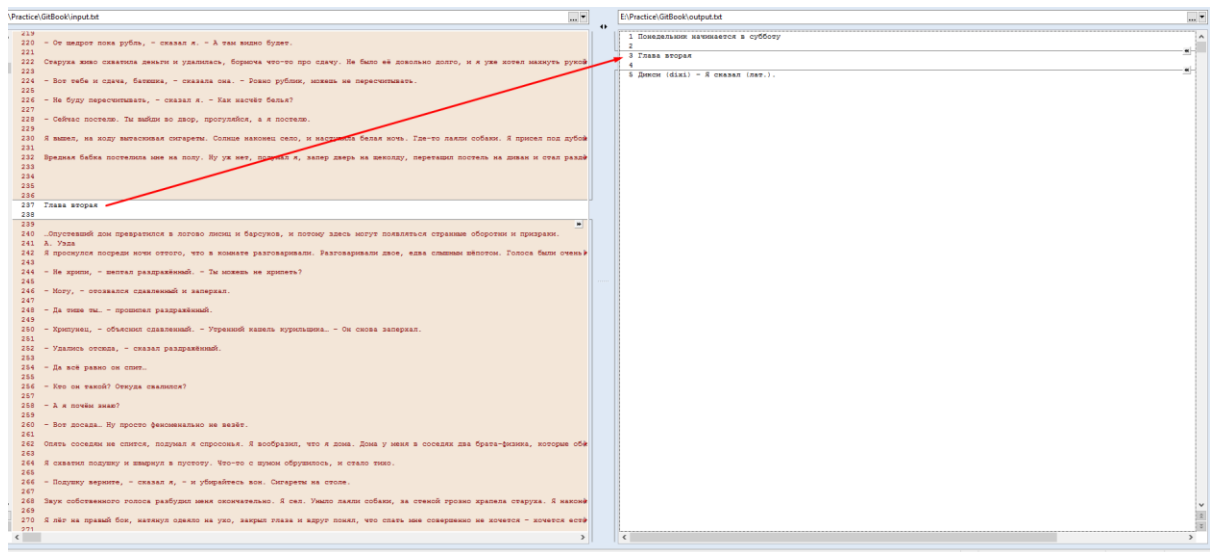 :\Practice\GitBook\input.txt
219
220 – От щедрот пока рубль, – сказал я. – А там видно будет.
221
222 Старуха живо схватила деньги и удалилась, бормоча что-то про сдачу. Не было её довольно долго, и я уже хотел махнуть рукой
223
224 – Вот тебе и сдача, батюшка, – сказала она. – Ровно рублик, можешь не пересчитывать.
225
226 – Не буду пересчитывать, – сказал я. – Как насчёт белья?
227
228 – Сейчас постелю. Ты выйди во двор, прогуляйся, а я постелю.
229
230 Я вышел, на ходу вытаскивая сигареты. Солнце наконец село, и наступила белая ночь. Где-то лаяли собаки. Я присел под дубом
231
232 Вредная бабка постелила мне на полу. Ну уж нет, подумал я, запер дверь на щеколду, перетащил постель на диван и стал разд
233
234
235
236
237 Глава вторая
238
239
240 …Опустевший дом превратился в логово лисиц и барсуков, и потому здесь могут появляться странные оборотни и призраки.
241 А. Уэда
242 Я проснулся посреди ночи оттого, что в комнате разговаривали. Разговаривали двое, едва слышным шёпотом. Голоса были очень
243
244 – Не хрипи, – шептал раздражённый. – Ты можешь не хрипеть?
245
246 – Могу, – отозвался сдавленный и заперхал.
247
248 – Да тише ты… – прошипел раздражённый.
249
250 – Хрипунец, – объяснил сдавленный. – Утренний кашель курильщика… – Он снова заперхал.
251
252 – Удались отсюда, – сказал раздражённый.
253
254 – Да всё равно он спит…
255
256 – Кто он такой? Откуда свалился?
257
258 – А я почём знаю?
259
260 – Вот досада… Ну просто феноменально не везёт.
261
262 Опять соседям не спится, подумал я спросонья. Я вообразил, что я дома. Дома у меня в соседях два брата-физика, которые об
263
264 Я схватил подушку и швырнул в пустоту. Что-то с шумом обрушилось, и стало тихо.
265
266 – Подушку верните, – сказал я, – и убирайтесь вон. Сигареты на столе.
267
268 Звук собственного голоса разбудил меня окончательно. Я сел. Уныло лаяли собаки, за стеной грозно храпела старуха. Я након
269
270 Я лёг на правый бок, натянул одеяло на ухо, закрыл глаза и вдруг понял, что спать мне совершенно не хочется – хочется ест
271
E:\Practice\GitBook\output.txt
1 Понедельник начинается в субботу
2
3 Глава вторая
4
5 Дикси (dixi) – Я сказал (лат.).